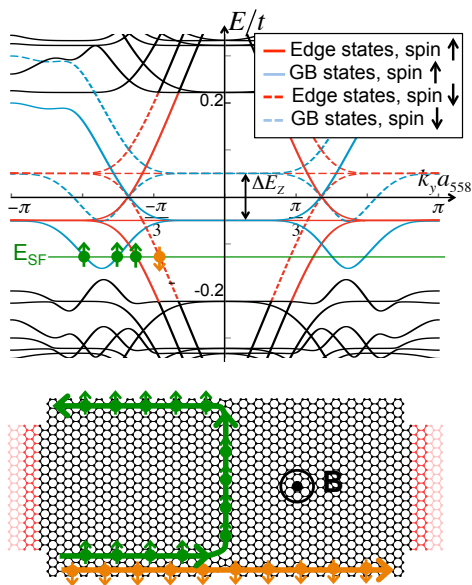 E/t
Edge states, spin ↑
GB states, spin ↑
Edge states, spin ↓
GB states, spin ↓
0.2
ΔE_Z
k_y a_558
-π
-π/3
π/3
π
E_SF
-0.2
B